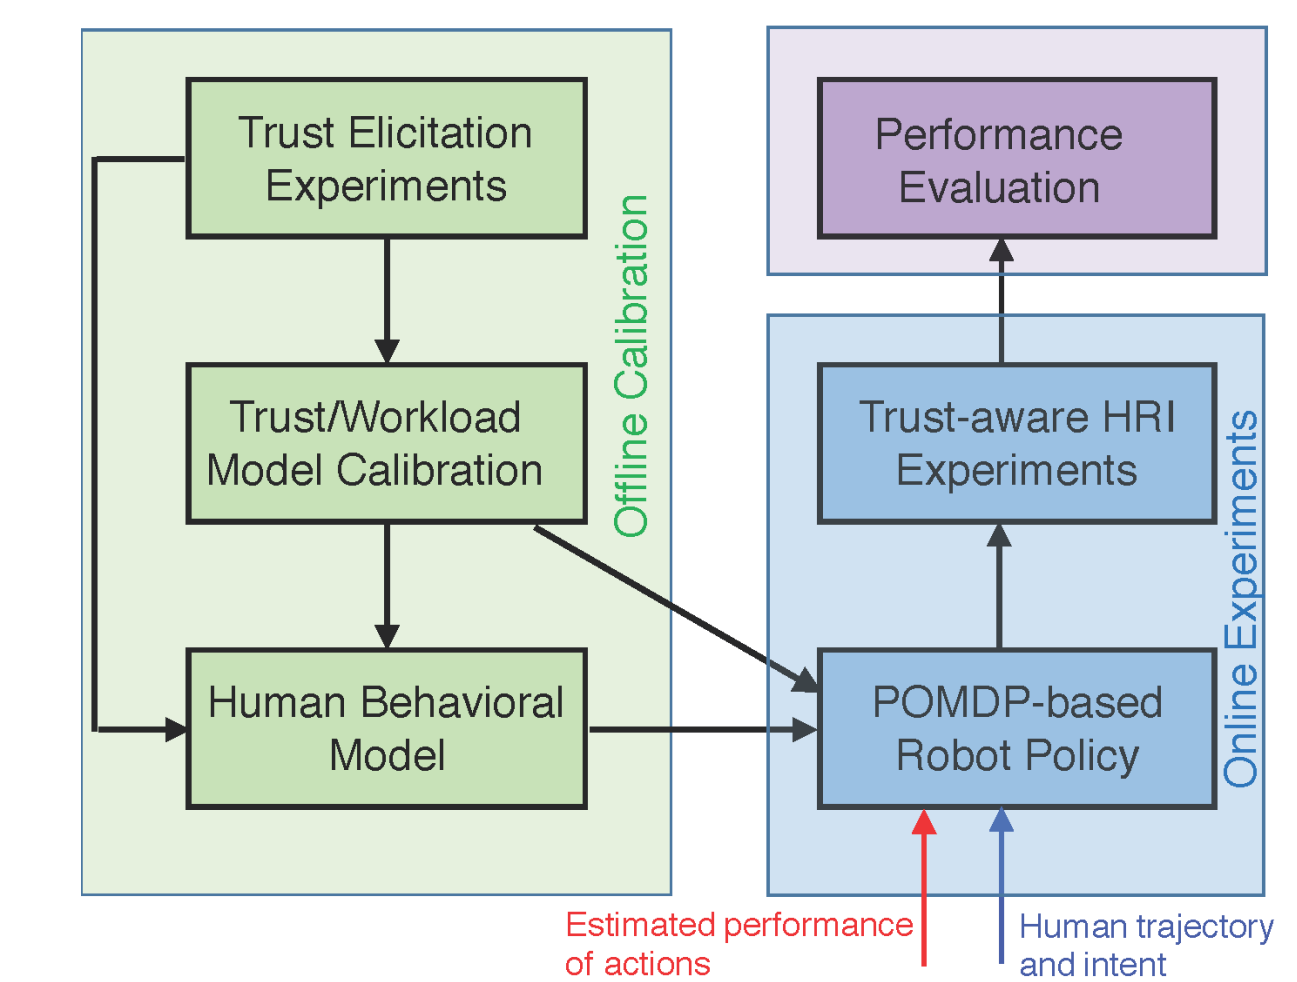 Trust Elicitation
Experiments
Trust/Workload
Model Calibration
Human Behavioral
Model
Offline Calibration
Performance
Evaluation
Trust-aware HRI
Experiments
POMDP-based
Robot Policy
Online Experiments
Estimated performance
of actions
Human trajectory
and intent